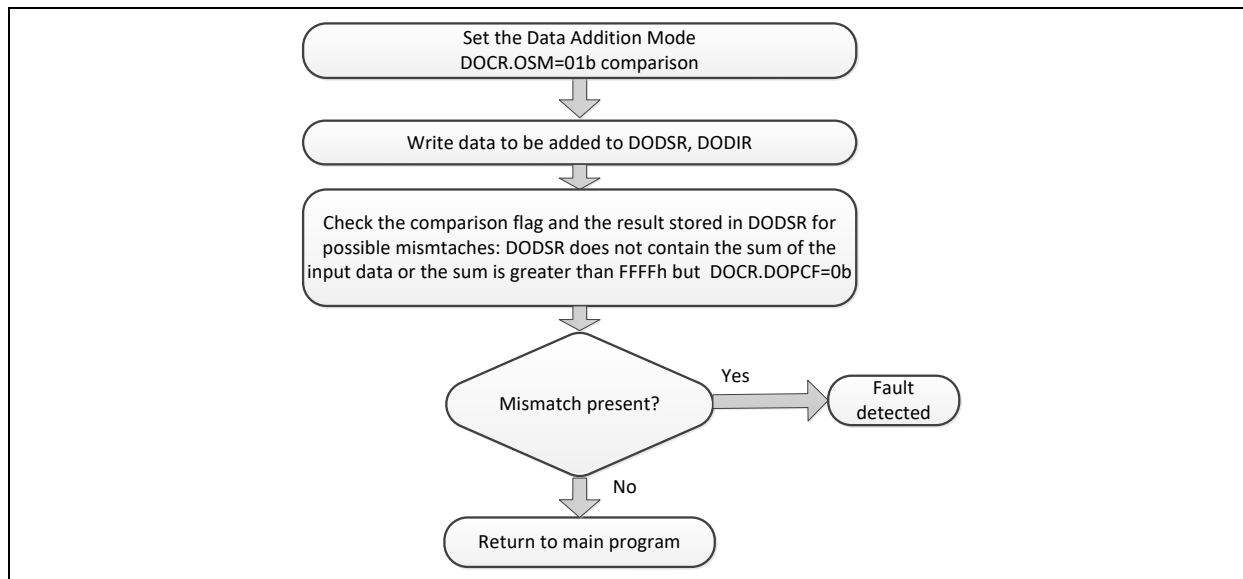 Set the Data Addition Mode
DOCR.OSM=01b comparison
Write data to be added to DODSR, DODIR
Check the comparison flag and the result stored in DODSR for
possible mismtaches: DODSR does not contain the sum of the
input data or the sum is greater than FFFFh but DOCR.DOPCF=0b
Mismatch present?
Yes
Fault
detected
No
Return to main program